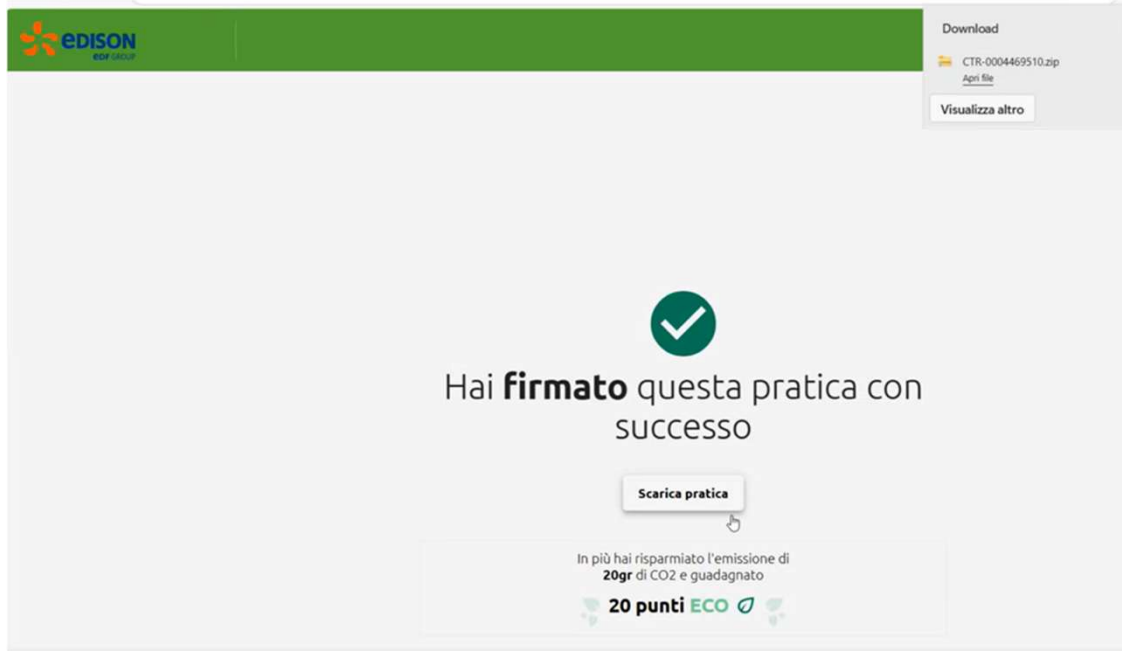 eDISON
EDF GROUP
Download
CTR-0004469510.zip
Apri file
Visualizza altro
Hai firmato questa pratica con
successo
Scarica pratica
In più hai risparmiato l'emissione di
20gr di CO2 e guadagnato
20 punti ECO